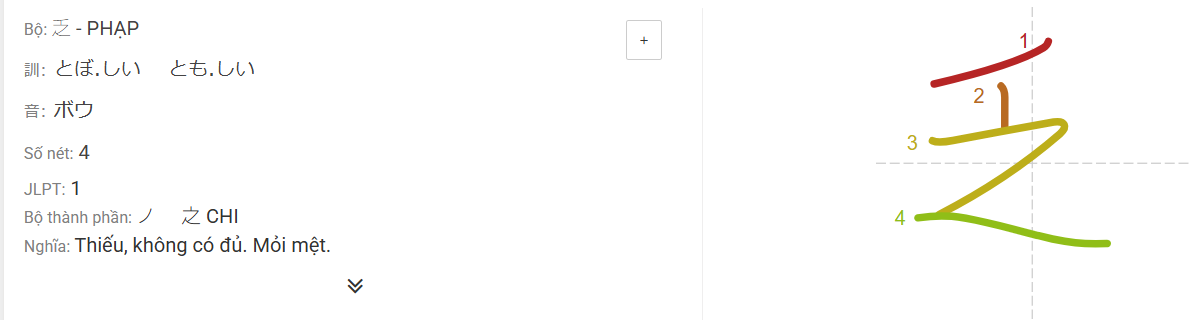 Bộ: 乏 - PHẠP
訓: とぼ.しい とも.しい
音: ボウ
Số nét: 4
JLPT: 1
Bộ thành phần: ノ 之 CHI
Nghĩa: Thiếu, không có đủ. Mỏi mệt.
+
1
2
3
4